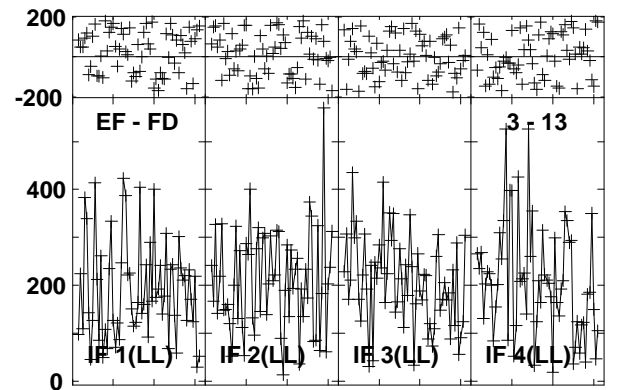 200
-200
EF - FD
3 - 13
400
200
IF 1(LL)
IF 2(LL)
IF 3(LL)
IF 4(LL)
0